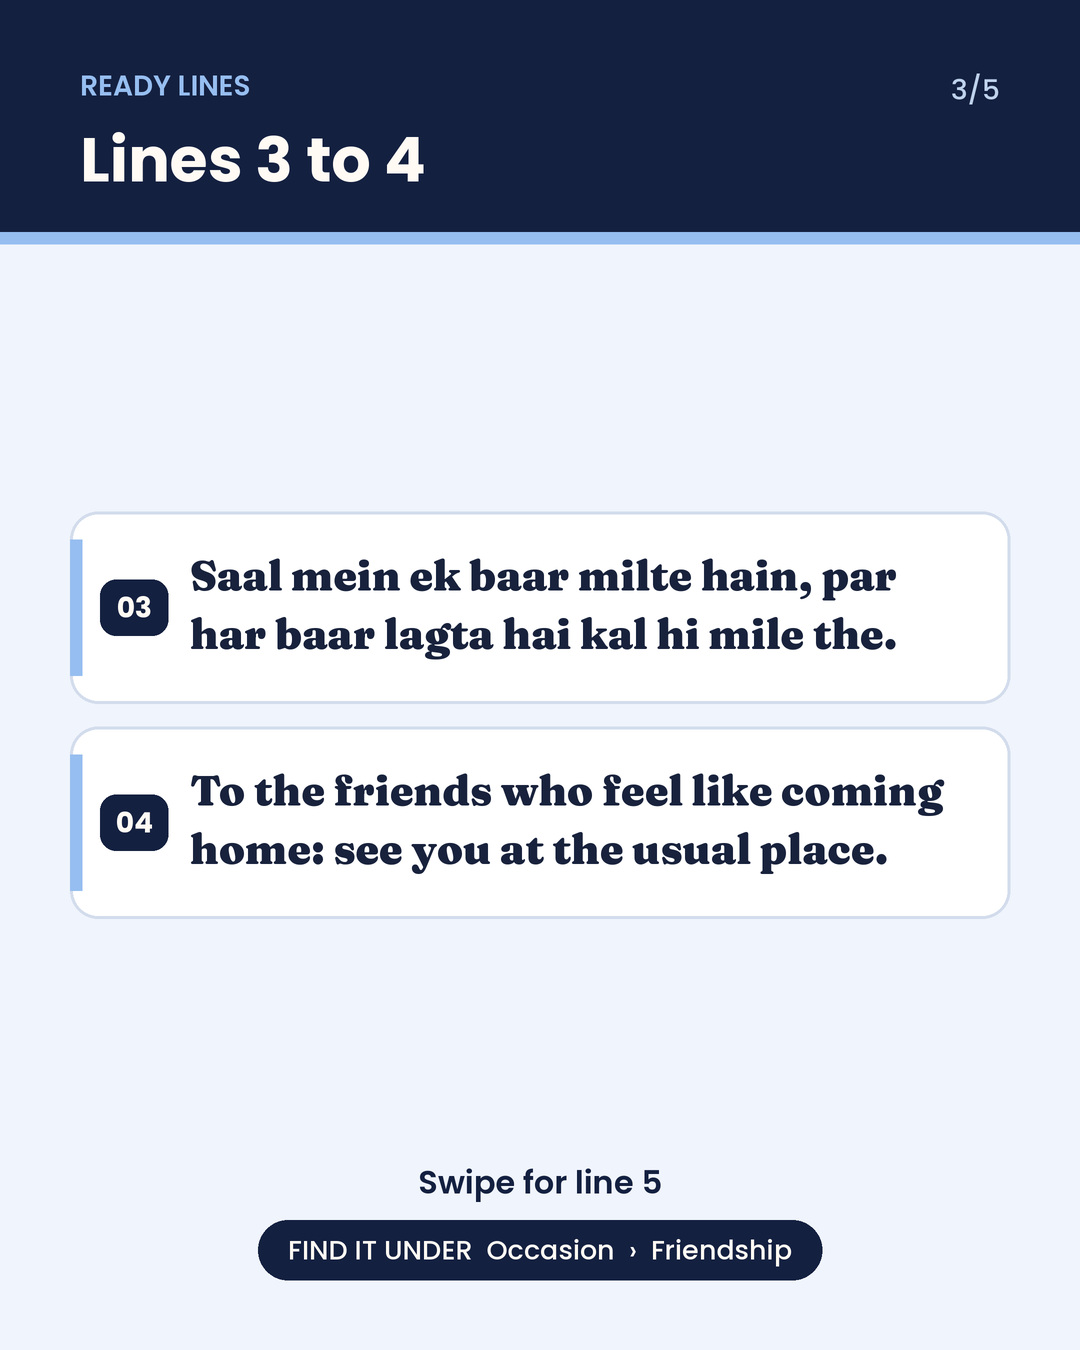 READY LINES
3/5
Lines 3 to 4
03
Saal mein ek baar milte hain, par
har baar lagta hai kal hi mile the.
04
To the friends who feel like coming
home: see you at the usual place.
Swipe for line 5
FIND IT UNDER Occasion › Friendship